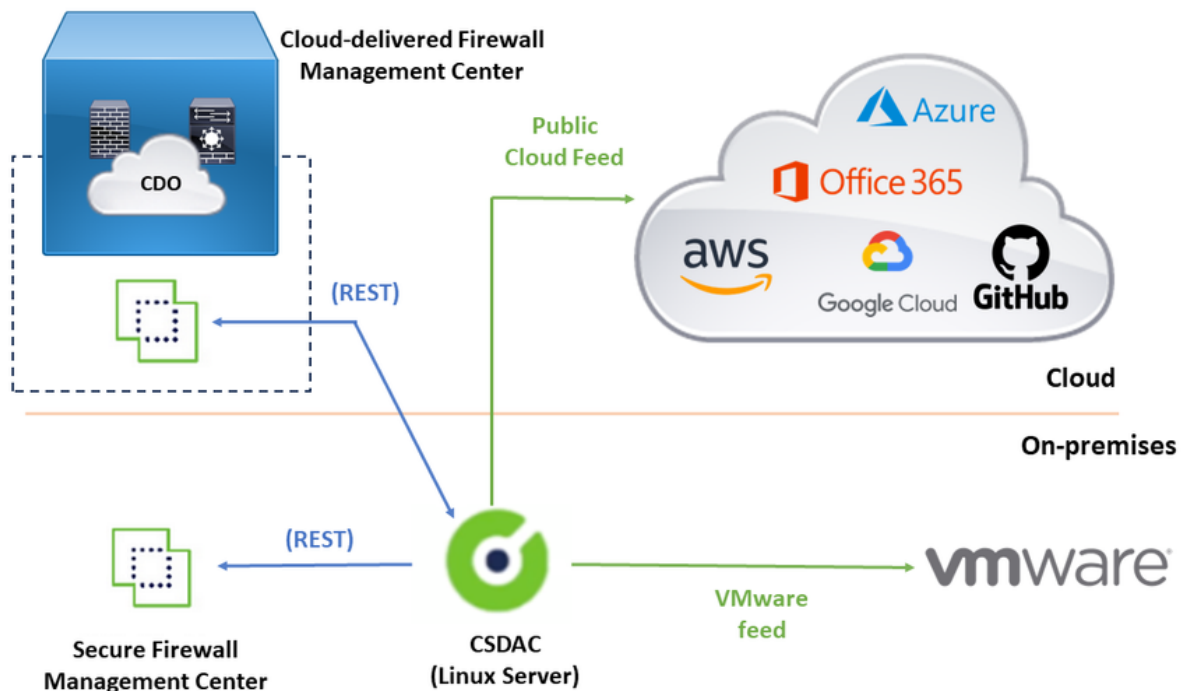 Cloud-delivered Firewall
Management Center
CDO
(REST)
Public
Cloud Feed
Azure
Office 365
aws
Google Cloud
GitHub
Cloud
On-premises
(REST)
Secure Firewall
Management Center
CSDAC
(Linux Server)
VMware
feed
vmware